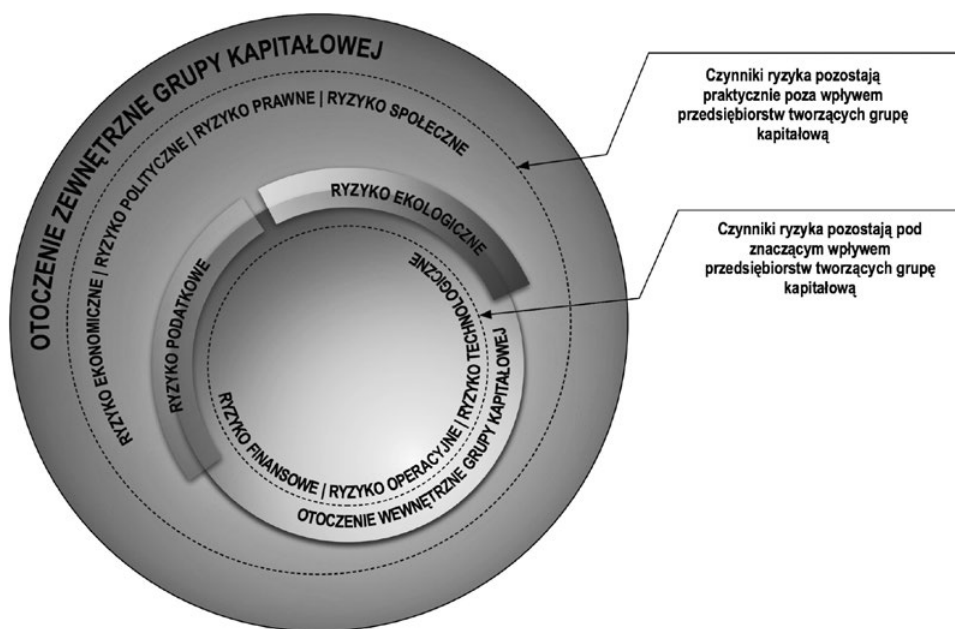 OTOCZENIE ZEWNĘTRZNE GRUPY KAPITAŁOWEJ
RYZYKO EKONOMICZNE | RYZYKO POLITYCZNE | RYZYKO PRAWNE | RYZYKO SPOŁECZNE
RYZYKO PODATKOWE
RYZYKO EKOLOGICZNE
RYZYKO FINANSOWE | RYZYKO OPERACYJNE | RYZYKO TECHNOLOGICZNE
OTOCZENIE WEWNĘTRZNE GRUPY KAPITAŁOWEJ
Czynniki ryzyka pozostają
praktycznie poza wpływem
przedsiębiorstw tworzących grupę
kapitałową
Czynniki ryzyka pozostają pod
znaczącym wpływem
przedsiębiorstw tworzących grupę
kapitałową